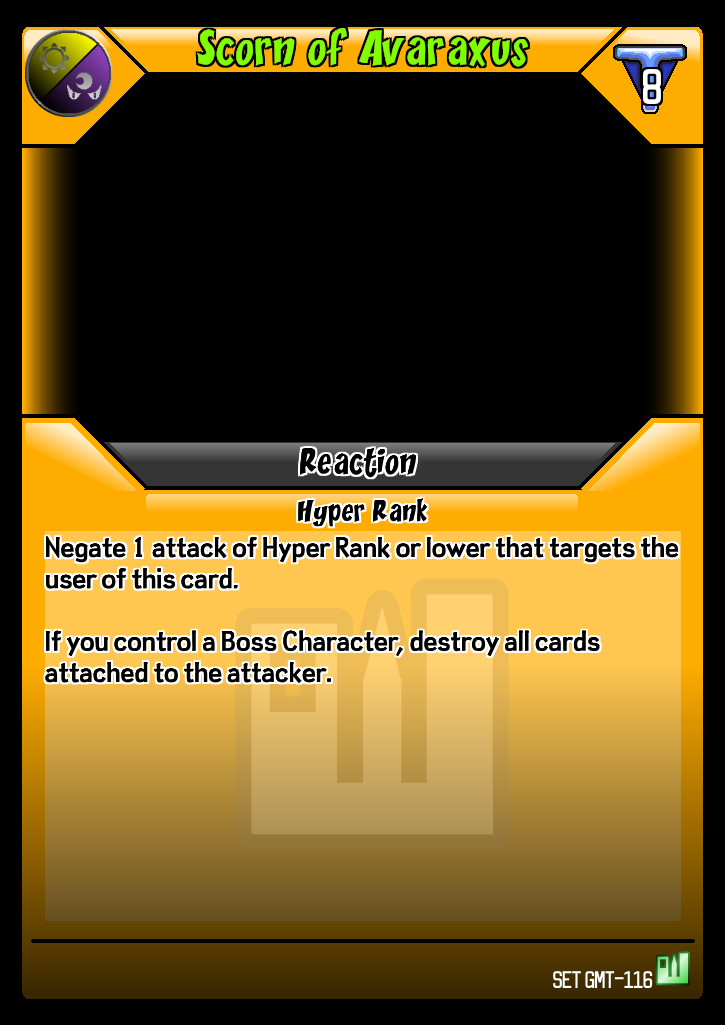 Scorn of Avaraxus
8
Reaction
Hyper Rank
Negate 1 attack of Hyper Rank or lower that targets the
user of this card.
If you control a Boss Character, destroy all cards
attached to the attacker.
SET GMT-116